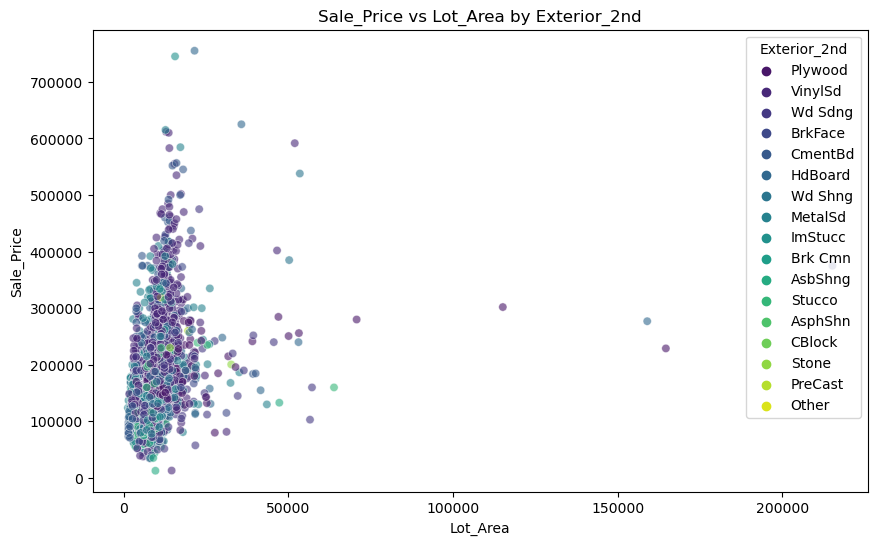 Sale_Price vs Lot_Area by Exterior_2nd
Exterior_2nd
Plywood
VinylSd
Wd Sdng
BrkFace
CmentBd
HdBoard
Wd Shng
MetalSd
ImStucc
Brk Cmn
AsbShng
Stucco
AsphShn
CBlock
Stone
PreCast
Other
700000
600000
500000
400000
300000
200000
100000
0
Sale_Price
0
50000
100000
150000
200000
Lot_Area